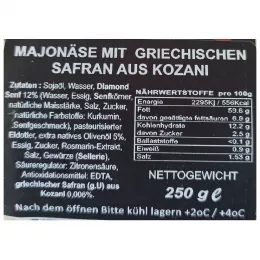 MAJONÄSE MIT GRIECHISCHEN
SAFRAN AUS KOZANI
Zutaten : Sojaöl, Wasser, Diamond
Senf 12% (Wasser, Essig, Senfkörner,
natürliche Maisstärke, Salz, Zucker,
natürliche Farbstoffe: Kurkumin,
Senfgeschmack), pasteurisierter
Eidotter, extra natives Olivenöl 5%,
Essig, Zucker, Rosmarin-Extrakt,
Salz, Gewürze (Sellerie),
Säureregulator: Zitronensäure,
Antioxidationsmittel: EDTA,
griechischer Safran (g.U) aus
Kozani 0,006%.
NÄHRWERTSTOFFE pro 100g
Energie 2295KJ / 556Kcal
Fett 59.6 g
davon gesättigte fettsäuren 6.9 g
Kohlenhydrate 12.2 g
davon Zucker 2.5 g
Ballaststoffe <0.1 g
Eiweiß 0.9 g
Salz 1.53 g
NETTOGEWICHT
250 g ℮
Nach dem öffnen Bitte kühl lagern +2oC / +4oC